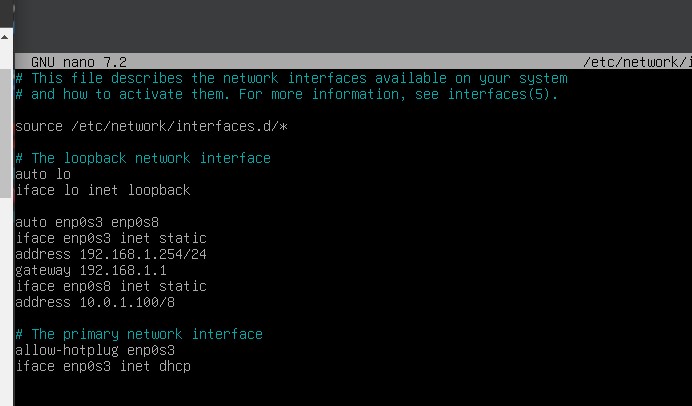 GNU nano 7.2 /etc/network/i
# This file describes the network interfaces available on your system
# and how to activate them. For more information, see interfaces(5).
source /etc/network/interfaces.d/*
# The loopback network interface
auto lo
iface lo inet loopback
auto enp0s3 enp0s8
iface enp0s3 inet static
address 192.168.1.254/24
gateway 192.168.1.1
iface enp0s8 inet static
address 10.0.1.100/8
# The primary network interface
allow-hotplug enp0s3
iface enp0s3 inet dhcp